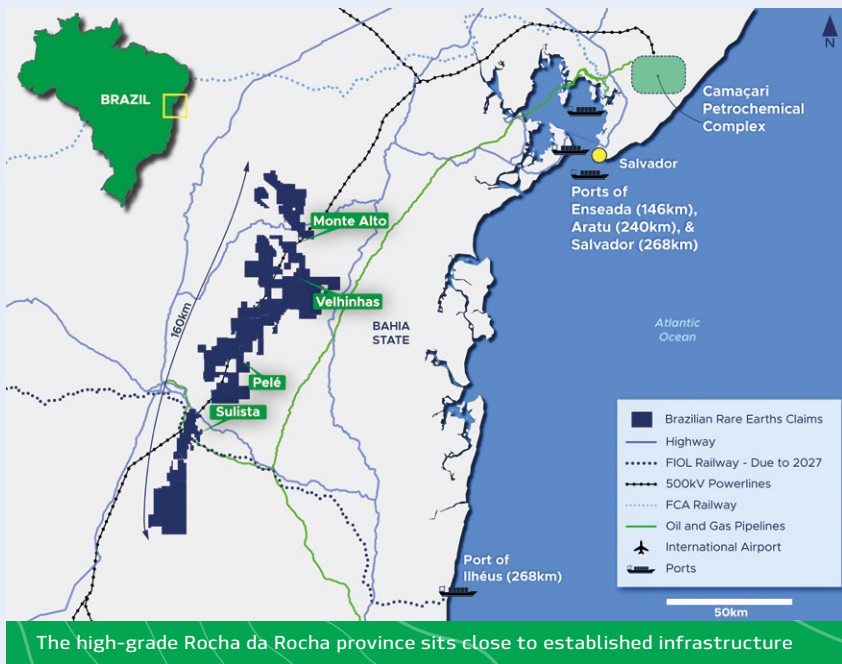 BRAZIL
N
Camaçari
Petrochemical
Complex
Salvador
Ports of
Enseada (146km),
Aratu (240km), &
Salvador (268km)
Monte Alto
Velhinhas
160km
BAHIA
STATE
Atlantic
Ocean
Pelé
Sulista
Brazilian Rare Earths Claims
Highway
FIOL Railway - Due to 2027
500kV Powerlines
FCA Railway
Oil and Gas Pipelines
International Airport
Ports
Port of
Ilhéus (268km)
50km
The high-grade Rocha da Rocha province sits close to established infrastructure